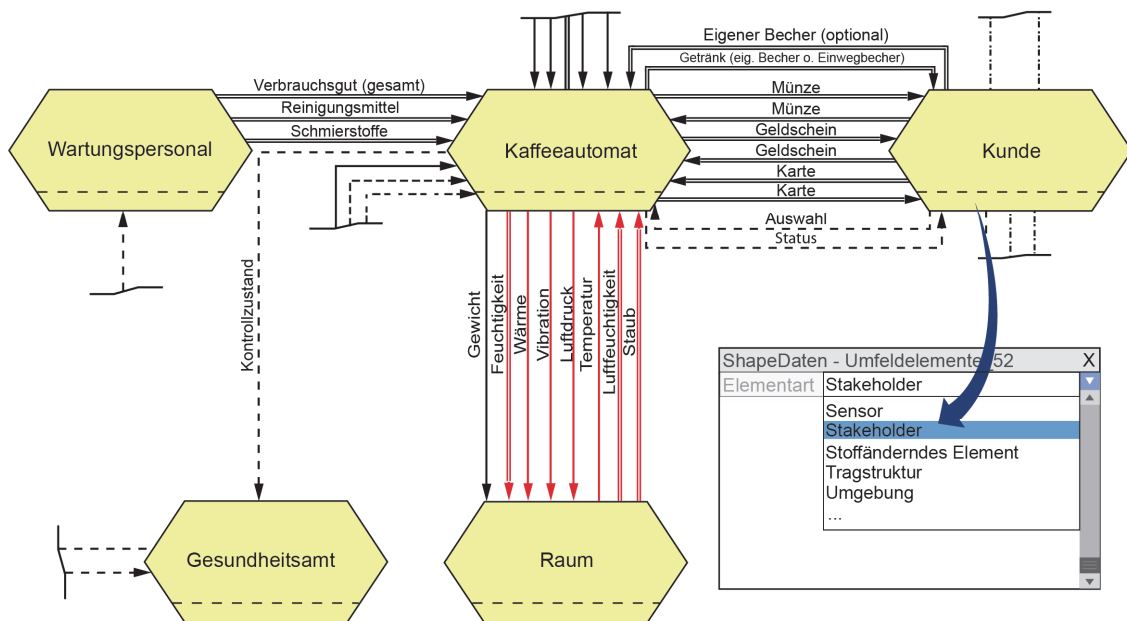 Eigener Becher (optional)
Getränk (eig. Becher o. Einwegbecher)
Verbrauchsgut (gesamt)
Münze
Reinigungsmittel
Münze
Schmierstoffe
Geldschein
Wartungspersonal
Kaffeeautomat
Geldschein
Kunde
Karte
Karte
Auswahl
Status
Kontrollzustand
Gewicht
Feuchtigkeit
Wärme
Vibration
Luftdruck
Temperatur
Luftfeuchtigkeit
Staub
ShapeDaten - Umfeldelemente_52 X
Elementart Stakeholder
Sensor
Stakeholder
Stoffänderndes Element
Tragstruktur
Umgebung
...
Gesundheitsamt
Raum